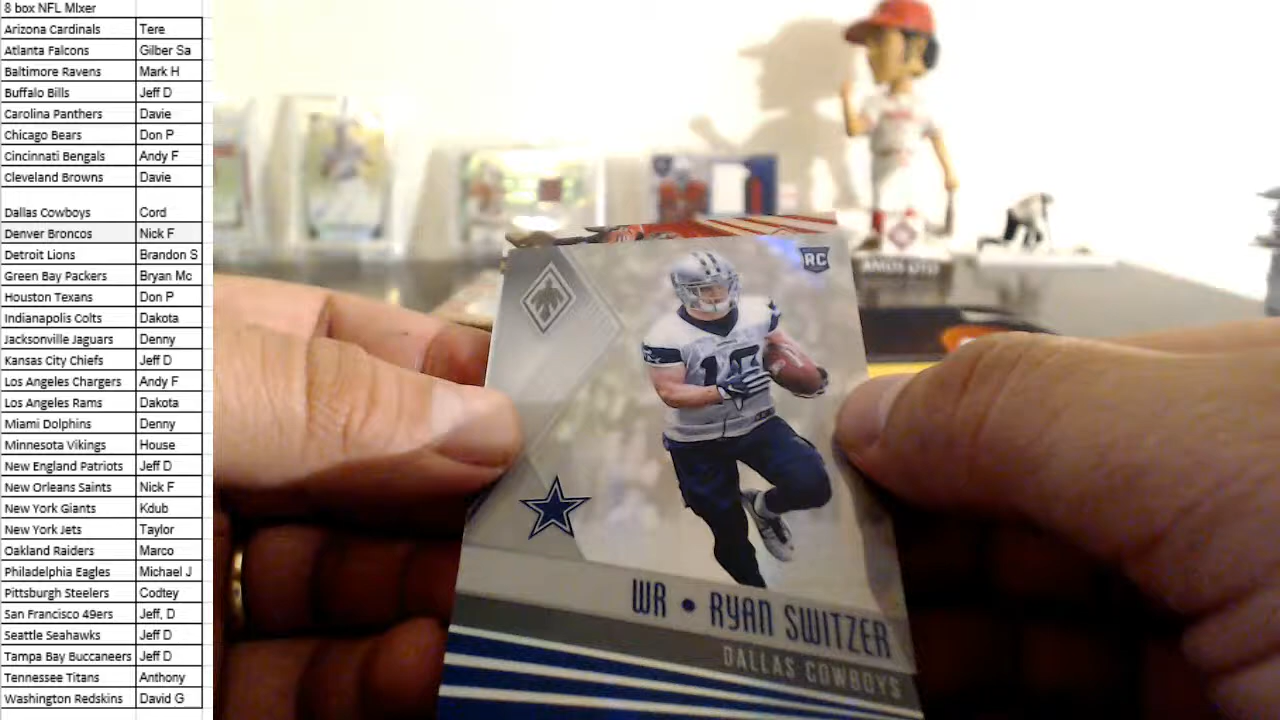 8 box NFL MIxer
Arizona Cardinals Tere
Atlanta Falcons Gilber Sa
Baltimore Ravens Mark H
Buffalo Bills Jeff D
Carolina Panthers Davie
Chicago Bears Don P
Cincinnati Bengals Andy F
Cleveland Browns Davie
Dallas Cowboys Cord
Denver Broncos Nick F
Detroit Lions Brandon S
Green Bay Packers Bryan Mc
Houston Texans Don P
Indianapolis Colts Dakota
Jacksonville Jaguars Denny
Kansas City Chiefs Jeff D
Los Angeles Chargers Andy F
Los Angeles Rams Dakota
Miami Dolphins Denny
Minnesota Vikings House
New England Patriots Jeff D
New Orleans Saints Nick F
New York Giants Kdub
New York Jets Taylor
Oakland Raiders Marco
Philadelphia Eagles Michael J
Pittsburgh Steelers Codtey
San Francisco 49ers Jeff, D
Seattle Seahawks Jeff D
Tampa Bay Buccaneers Jeff D
Tennessee Titans Anthony
Washington Redskins David G
RC
WR • RYAN SWITZER
DALLAS COWBOYS